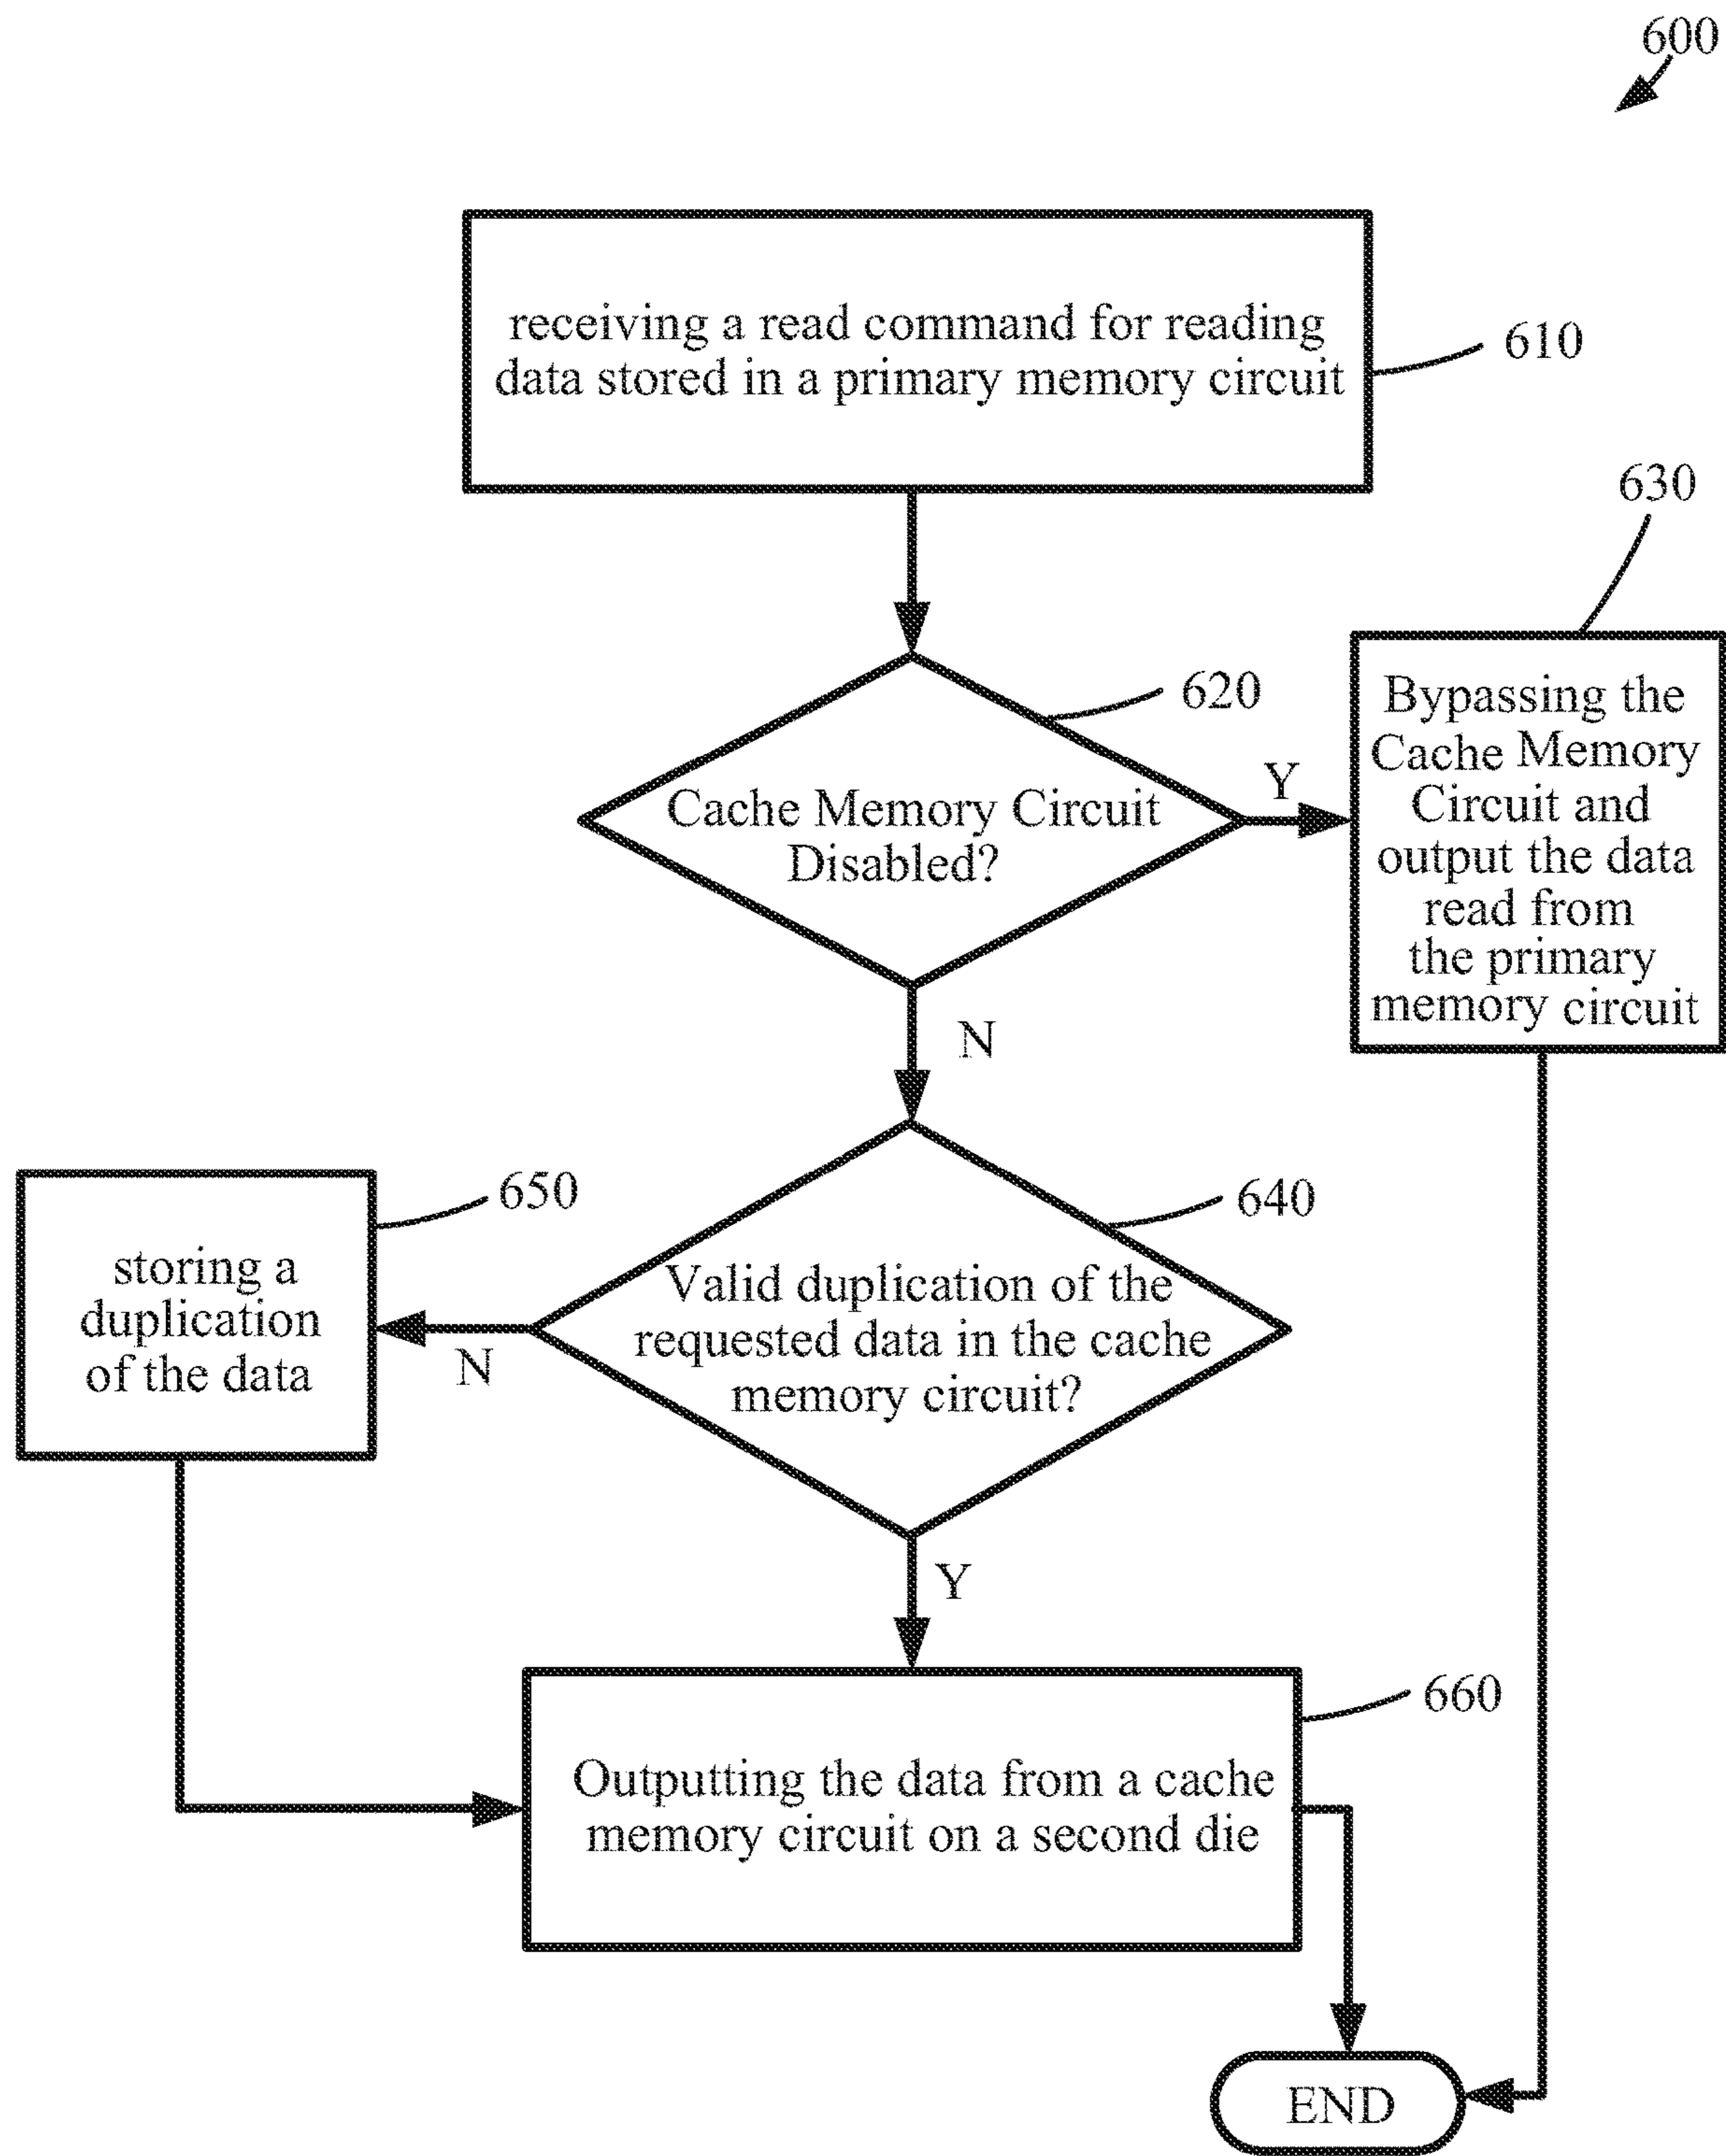 600
receiving a read command for reading
data stored in a primary memory circuit
610
620
Cache Memory Circuit
Disabled?
Y
N
630
Bypassing the
Cache Memory
Circuit and
output the data
read from
the primary
memory circuit
640
Valid duplication of the
requested data in the cache
memory circuit?
N
Y
650
storing a
duplication
of the data
660
Outputting the data from a cache
memory circuit on a second die
END